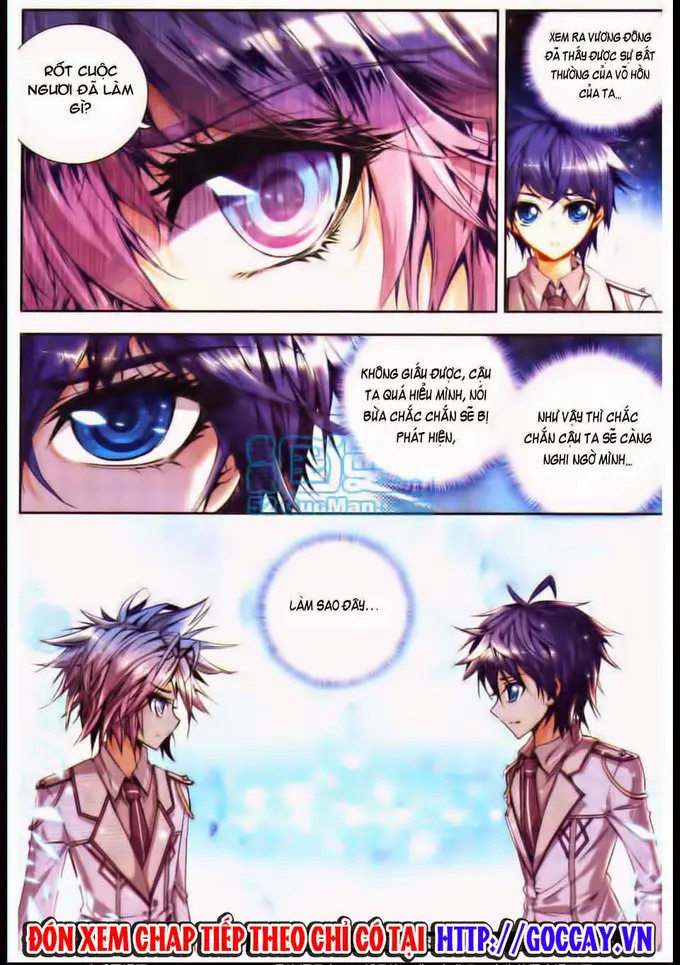 RỐT CUỘC
NGƯƠI ĐÃ LÀM
GÌ?
XEM RA VƯƠNG ĐÔNG
ĐÃ THẤY ĐƯỢC SỰ BẤT
THƯỜNG CỦA VÕ HỒN
CỦA TA...
KHÔNG GIẤU ĐƯỢC, CẬU
TA QUÁ HIỂU MÌNH, NÓI
BỪA CHẮC CHẮN SẼ BỊ
PHÁT HIỆN,
NHƯ VẬY THÌ CHẮC
CHẮN CẬU TA SẼ CÀNG
NGHI NGỜ MÌNH...
LÀM SAO ĐÂY...
ĐÓN XEM CHAP TIẾP THEO CHỈ CÓ TẠI HTTP://GOCCAY.VN